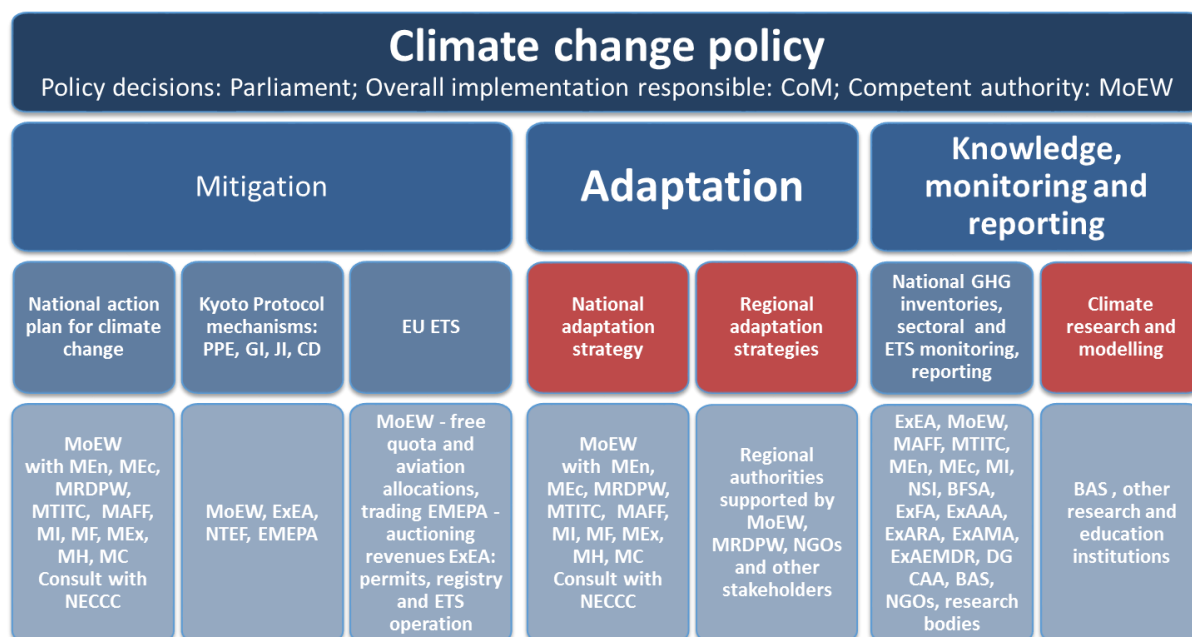 Climate change policy
Policy decisions: Parliament; Overall implementation responsible: CoM; Competent authority: MoEW
Mitigation
Adaptation
Knowledge,
monitoring and
reporting
National action
plan for climate
change
Kyoto Protocol
mechanisms:
PPE, GI, JI, CD
EU ETS
National
adaptation
strategy
Regional
adaptation
strategies
National GHG
inventories,
sectoral and
ETS monitoring,
reporting
Climate
research and
modelling
MoEW
with MEn, MEc,
MRDPW,
MTITC, MAFF,
MI, MF, MEx,
MH, MC
Consult with
NECCC
MoEW, ExEA,
NTEF, EMEPA
MoEW - free
quota and
aviation
allocations,
trading EMEPA -
auctioning
revenues ExEA:
permits, registry
and ETS
operation
MoEW
with MEn,
MEc, MRDPW,
MTITC, MAFF,
MI, MF, MEx,
MH, MC
Consult with
NECCC
Regional
authorities
supported by
MoEW,
MRDPW, NGOs
and other
stakeholders
ExEA, MoEW,
MAFF, MTITC,
MEn, MEc, MI,
NSI, BFSA,
ExFA, ExAAA,
ExARA, ExAMA,
ExAEMDR, DG
CAA, BAS,
NGOs, research
bodies
BAS , other
research and
education
institutions